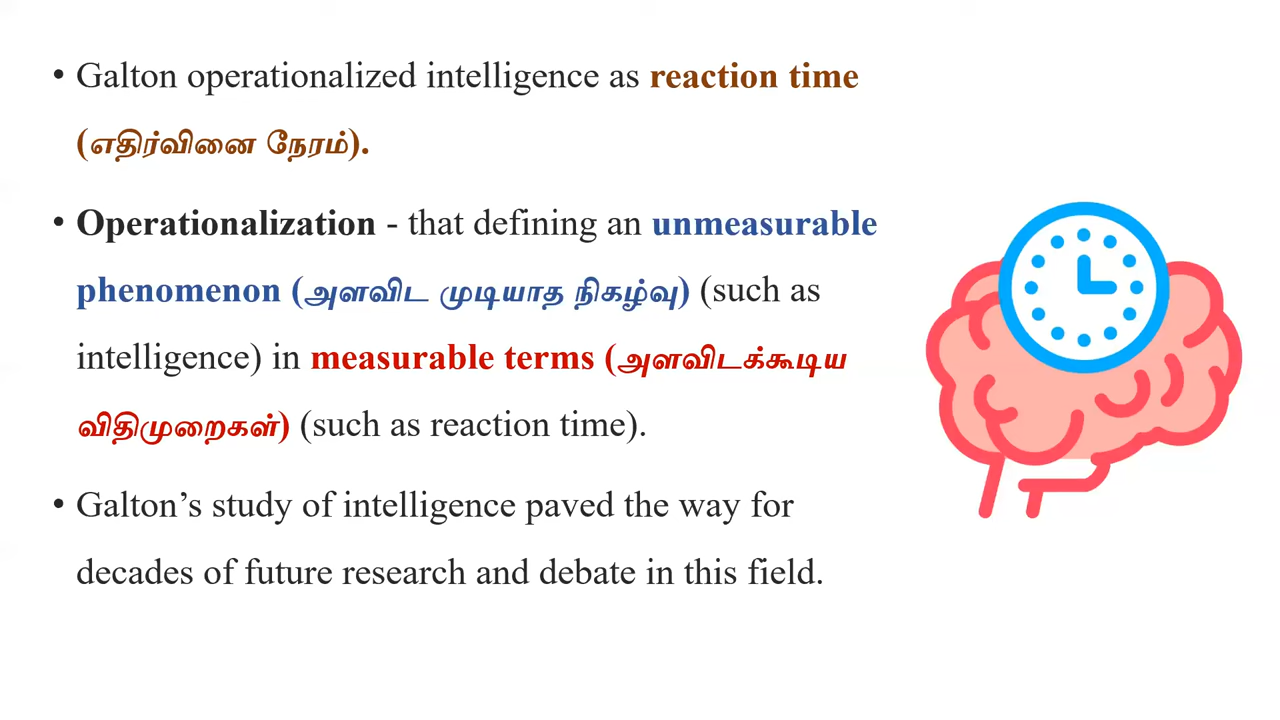 • Galton operationalized intelligence as reaction time
(எதிர்வினை நேரம்).
• Operationalization - that defining an unmeasurable
phenomenon (அளவிட முடியாத நிகழ்வு) (such as
intelligence) in measurable terms (அளவிடக்கூடிய
விதிமுறைகள்) (such as reaction time).
• Galton’s study of intelligence paved the way for
decades of future research and debate in this field.